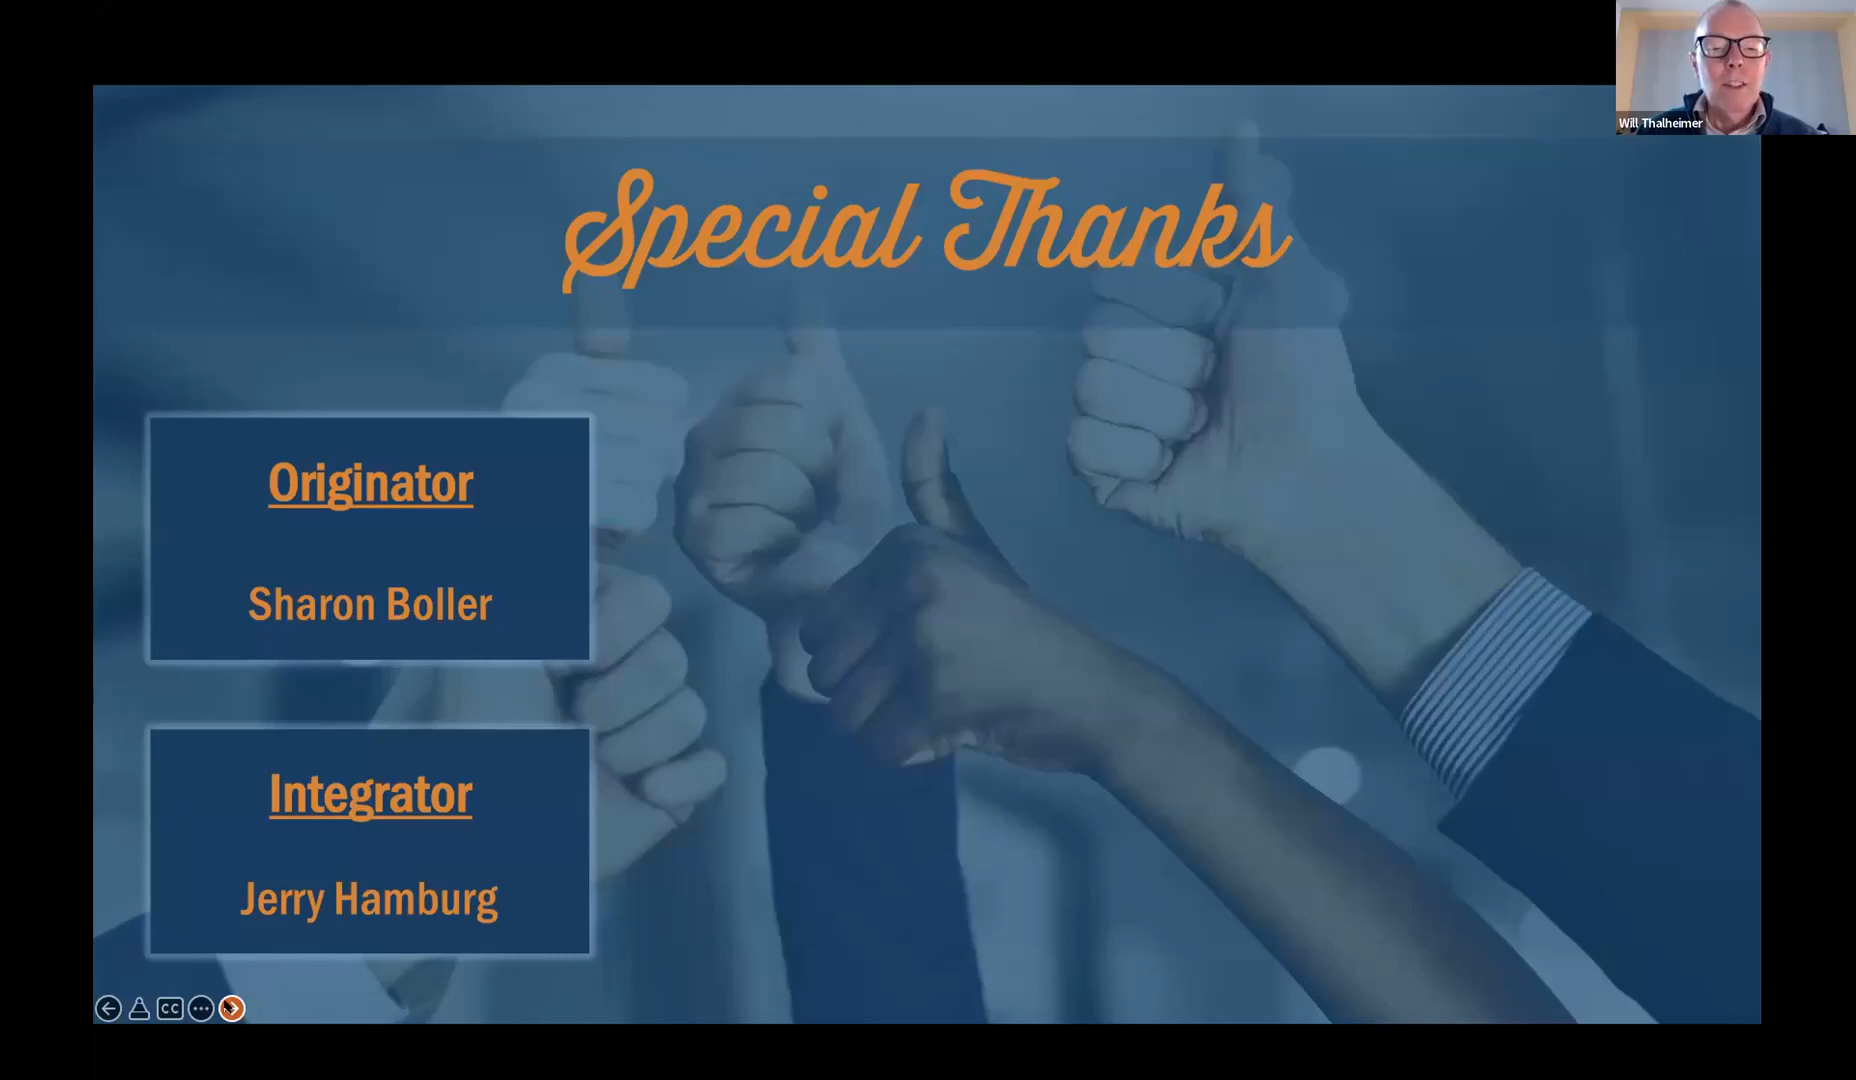 Will Thalheimer
Special Thanks
Originator
Sharon Boller
Integrator
Jerry Hamburg
CC